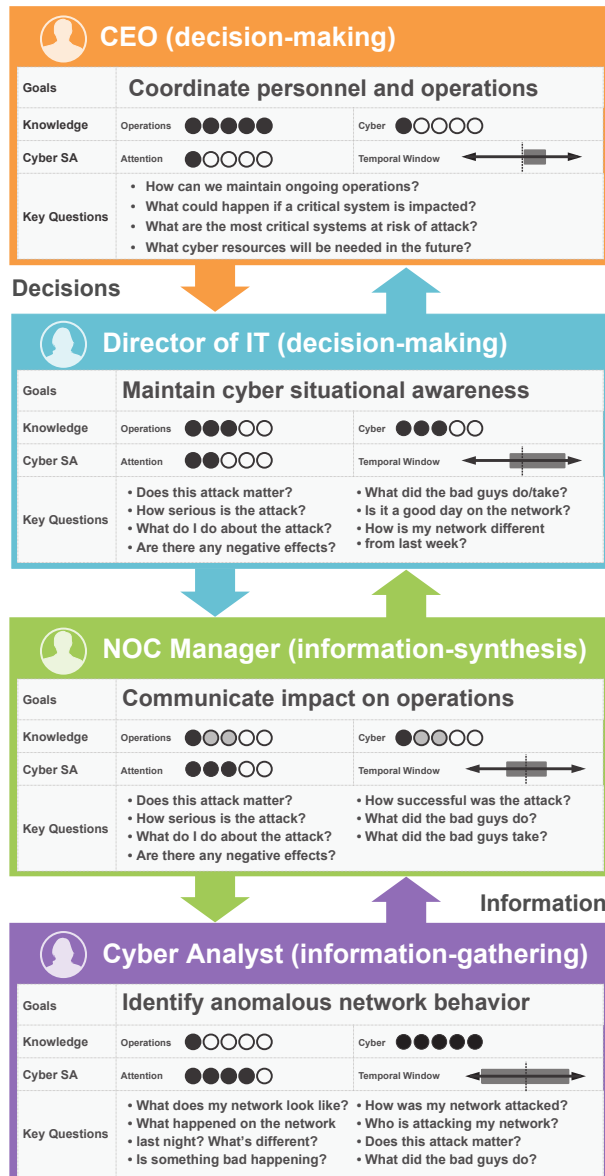 CEO (decision-making)
Goals
Coordinate personnel and operations
Knowledge
Operations
Cyber
Cyber SA
Attention
Temporal Window
Key Questions
• How can we maintain ongoing operations?
• What could happen if a critical system is impacted?
• What are the most critical systems at risk of attack?
• What cyber resources will be needed in the future?
Decisions
Director of IT (decision-making)
Goals
Maintain cyber situational awareness
Knowledge
Operations
Cyber
Cyber SA
Attention
Temporal Window
Key Questions
• Does this attack matter?
• How serious is the attack?
• What do I do about the attack?
• Are there any negative effects?
• What did the bad guys do/take?
• Is it a good day on the network?
• How is my network different
• from last week?
NOC Manager (information-synthesis)
Goals
Communicate impact on operations
Knowledge
Operations
Cyber
Cyber SA
Attention
Temporal Window
Key Questions
• Does this attack matter?
• How serious is the attack?
• What do I do about the attack?
• Are there any negative effects?
• How successful was the attack?
• What did the bad guys do?
• What did the bad guys take?
Information
Cyber Analyst (information-gathering)
Goals
Identify anomalous network behavior
Knowledge
Operations
Cyber
Cyber SA
Attention
Temporal Window
Key Questions
• What does my network look like?
• What happened on the network
• last night? What's different?
• Is something bad happening?
• How was my network attacked?
• Who is attacking my network?
• Does this attack matter?
• What did the bad guys do?